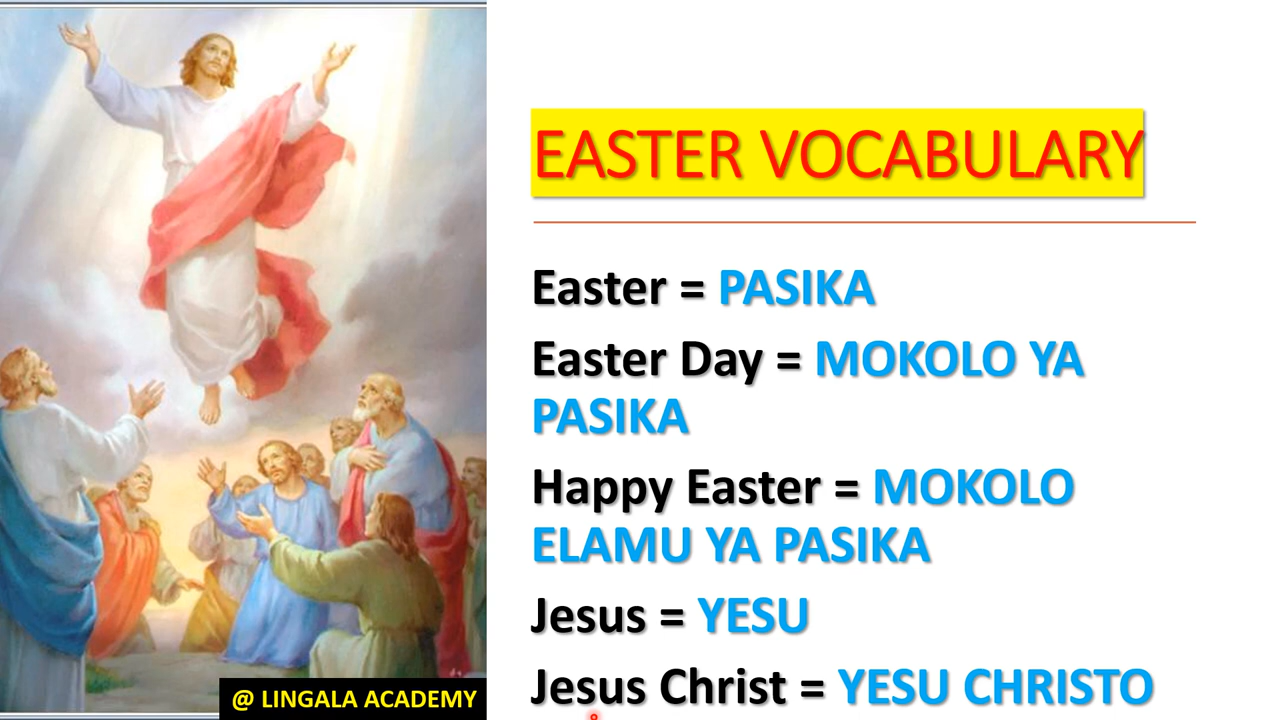 EASTER VOCABULARY
Easter = PASIKA
Easter Day = MOKOLO YA
PASIKA
Happy Easter = MOKOLO
ELAMU YA PASIKA
Jesus = YESU
Jesus Christ = YESU CHRISTO
@ LINGALA ACADEMY